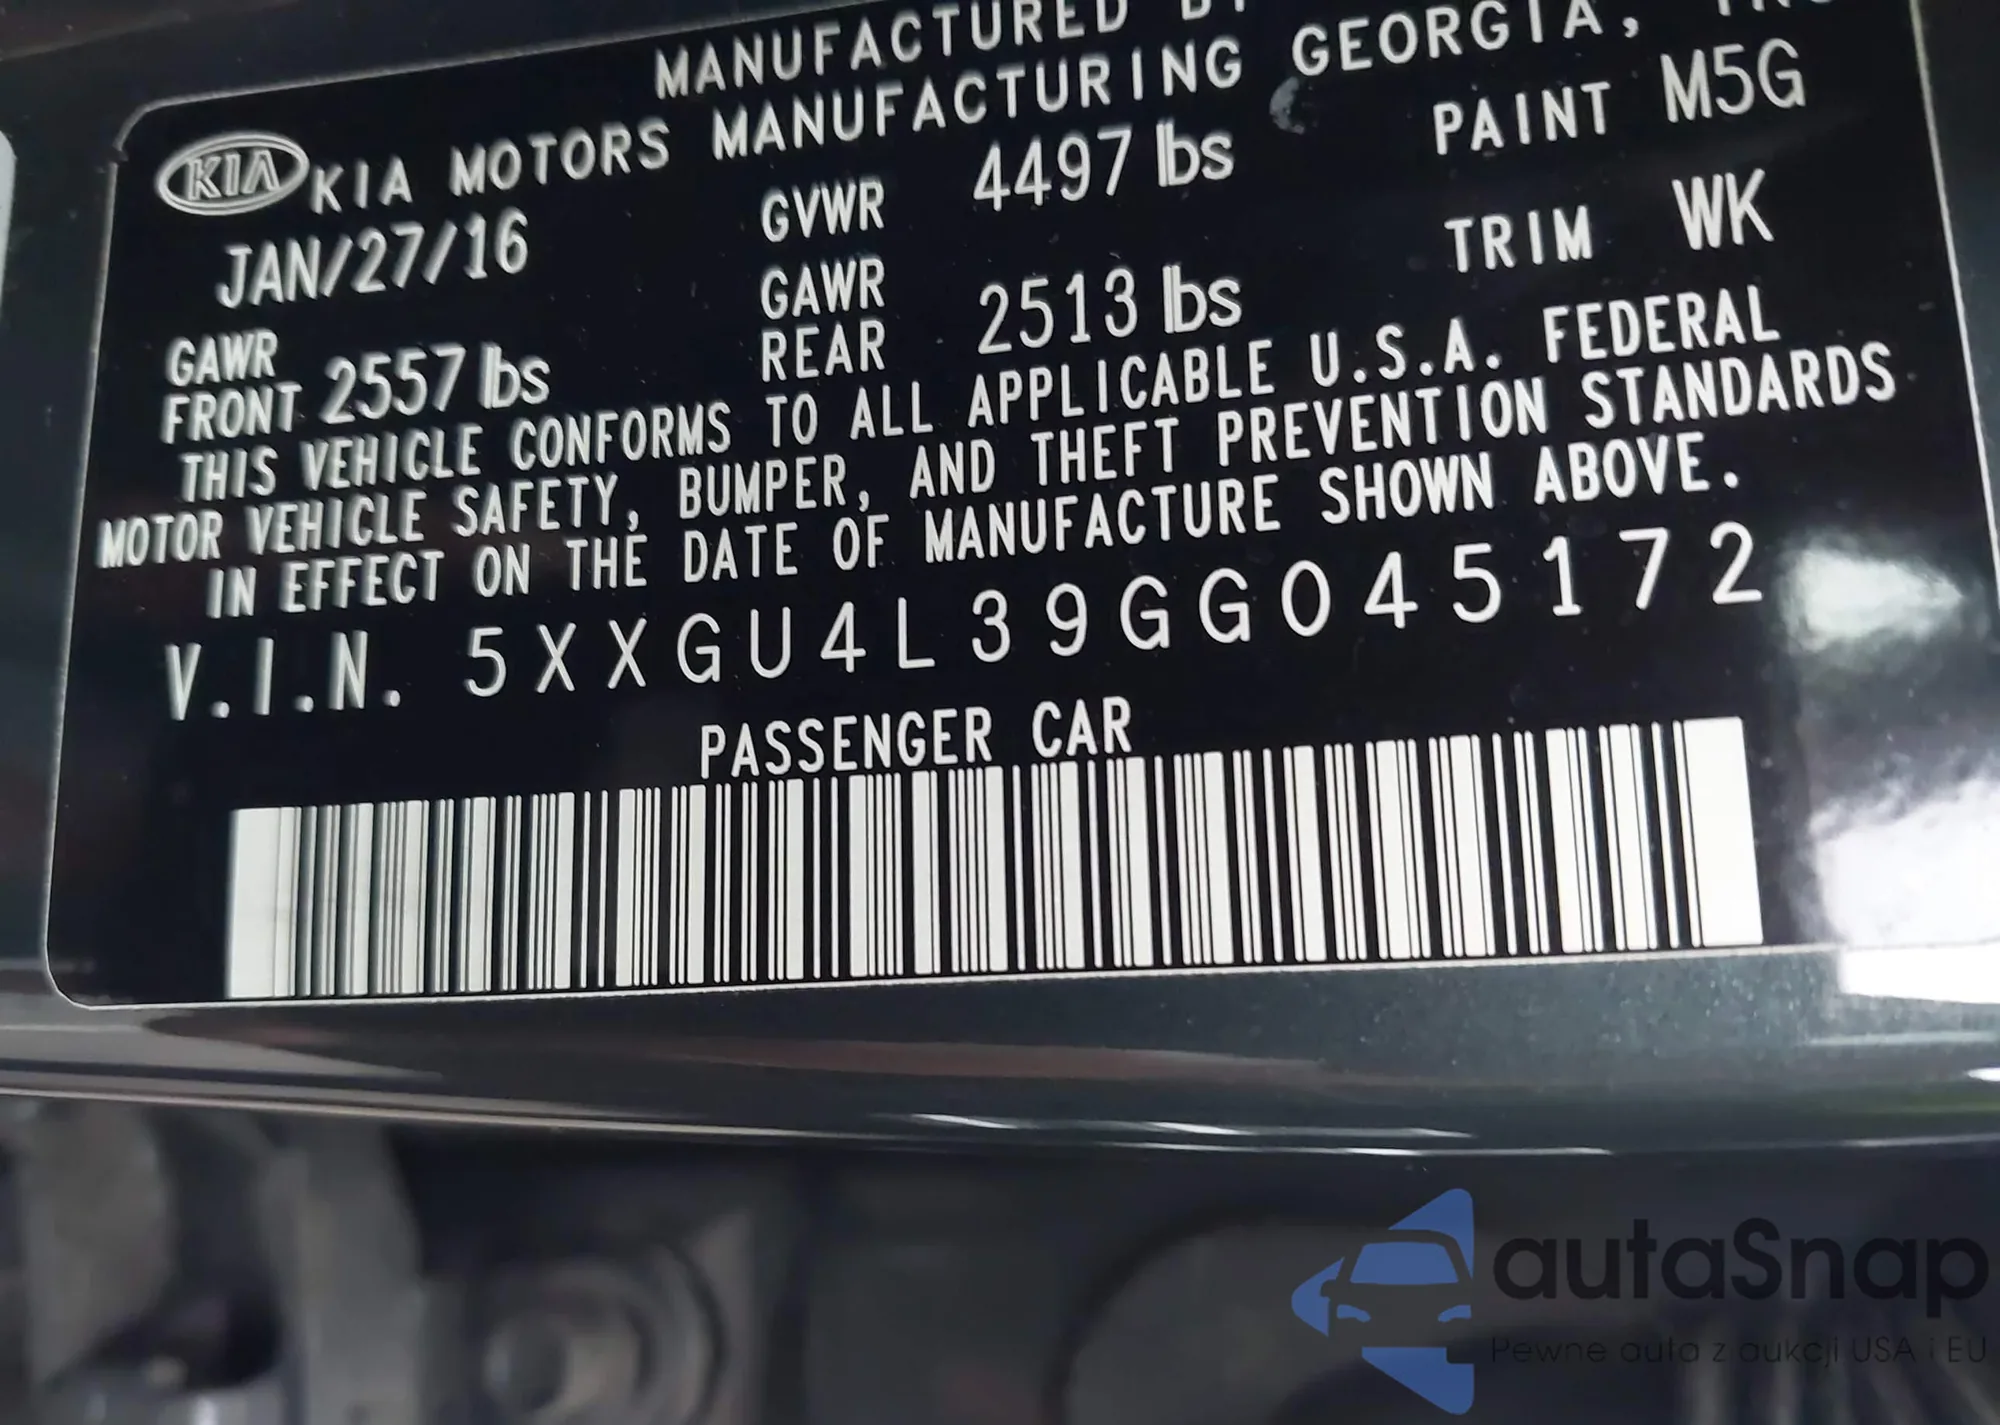 MANUFACTURED BY
KIA KIA MOTORS MANUFACTURING GEORGIA, INC
JAN/27/16 GVWR 4497 lbs PAINT M5G
GAWR FRONT 2557 lbs GAWR REAR 2513 lbs TRIM WK
THIS VEHICLE CONFORMS TO ALL APPLICABLE U.S.A. FEDERAL
MOTOR VEHICLE SAFETY, BUMPER, AND THEFT PREVENTION STANDARDS
IN EFFECT ON THE DATE OF MANUFACTURE SHOWN ABOVE.
V.I.N. 5XXGU4L39GG045172
PASSENGER CAR
autaSnap
Pewne auta z aukcji USA i EU